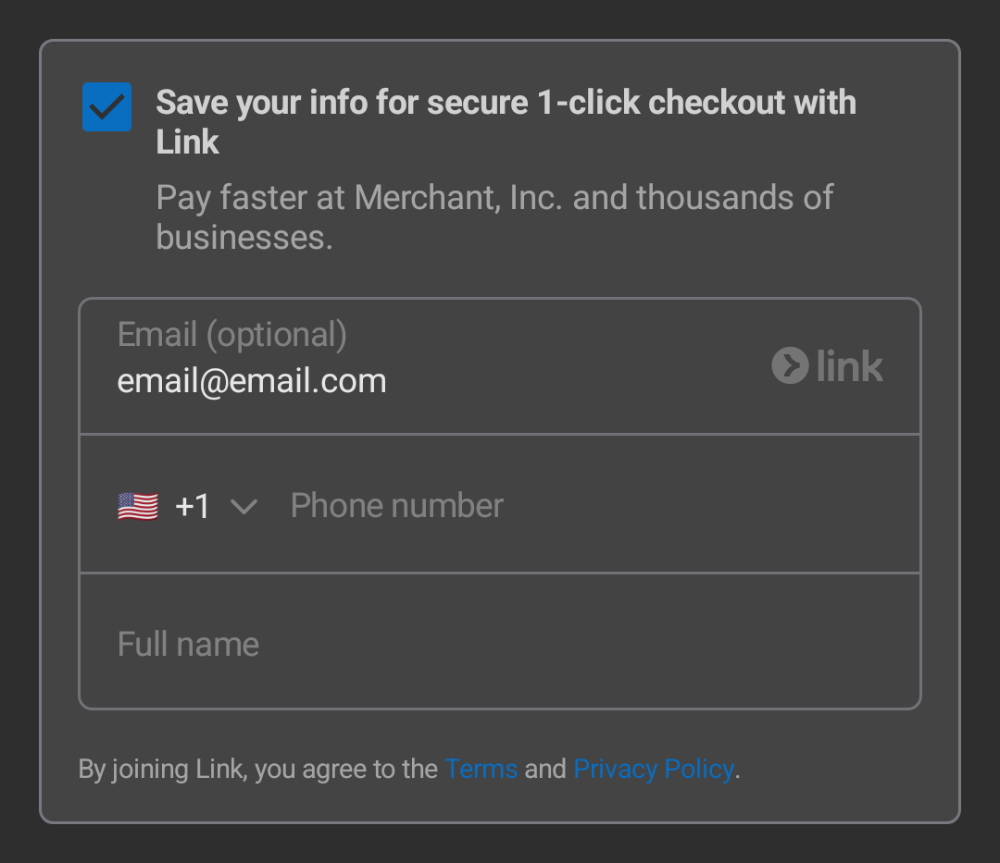 Save your info for secure 1-click checkout with
Link
Pay faster at Merchant, Inc. and thousands of
businesses.
Email (optional)
email@email.com
link
+1 Phone number
Full name
By joining Link, you agree to the Terms and Privacy Policy.